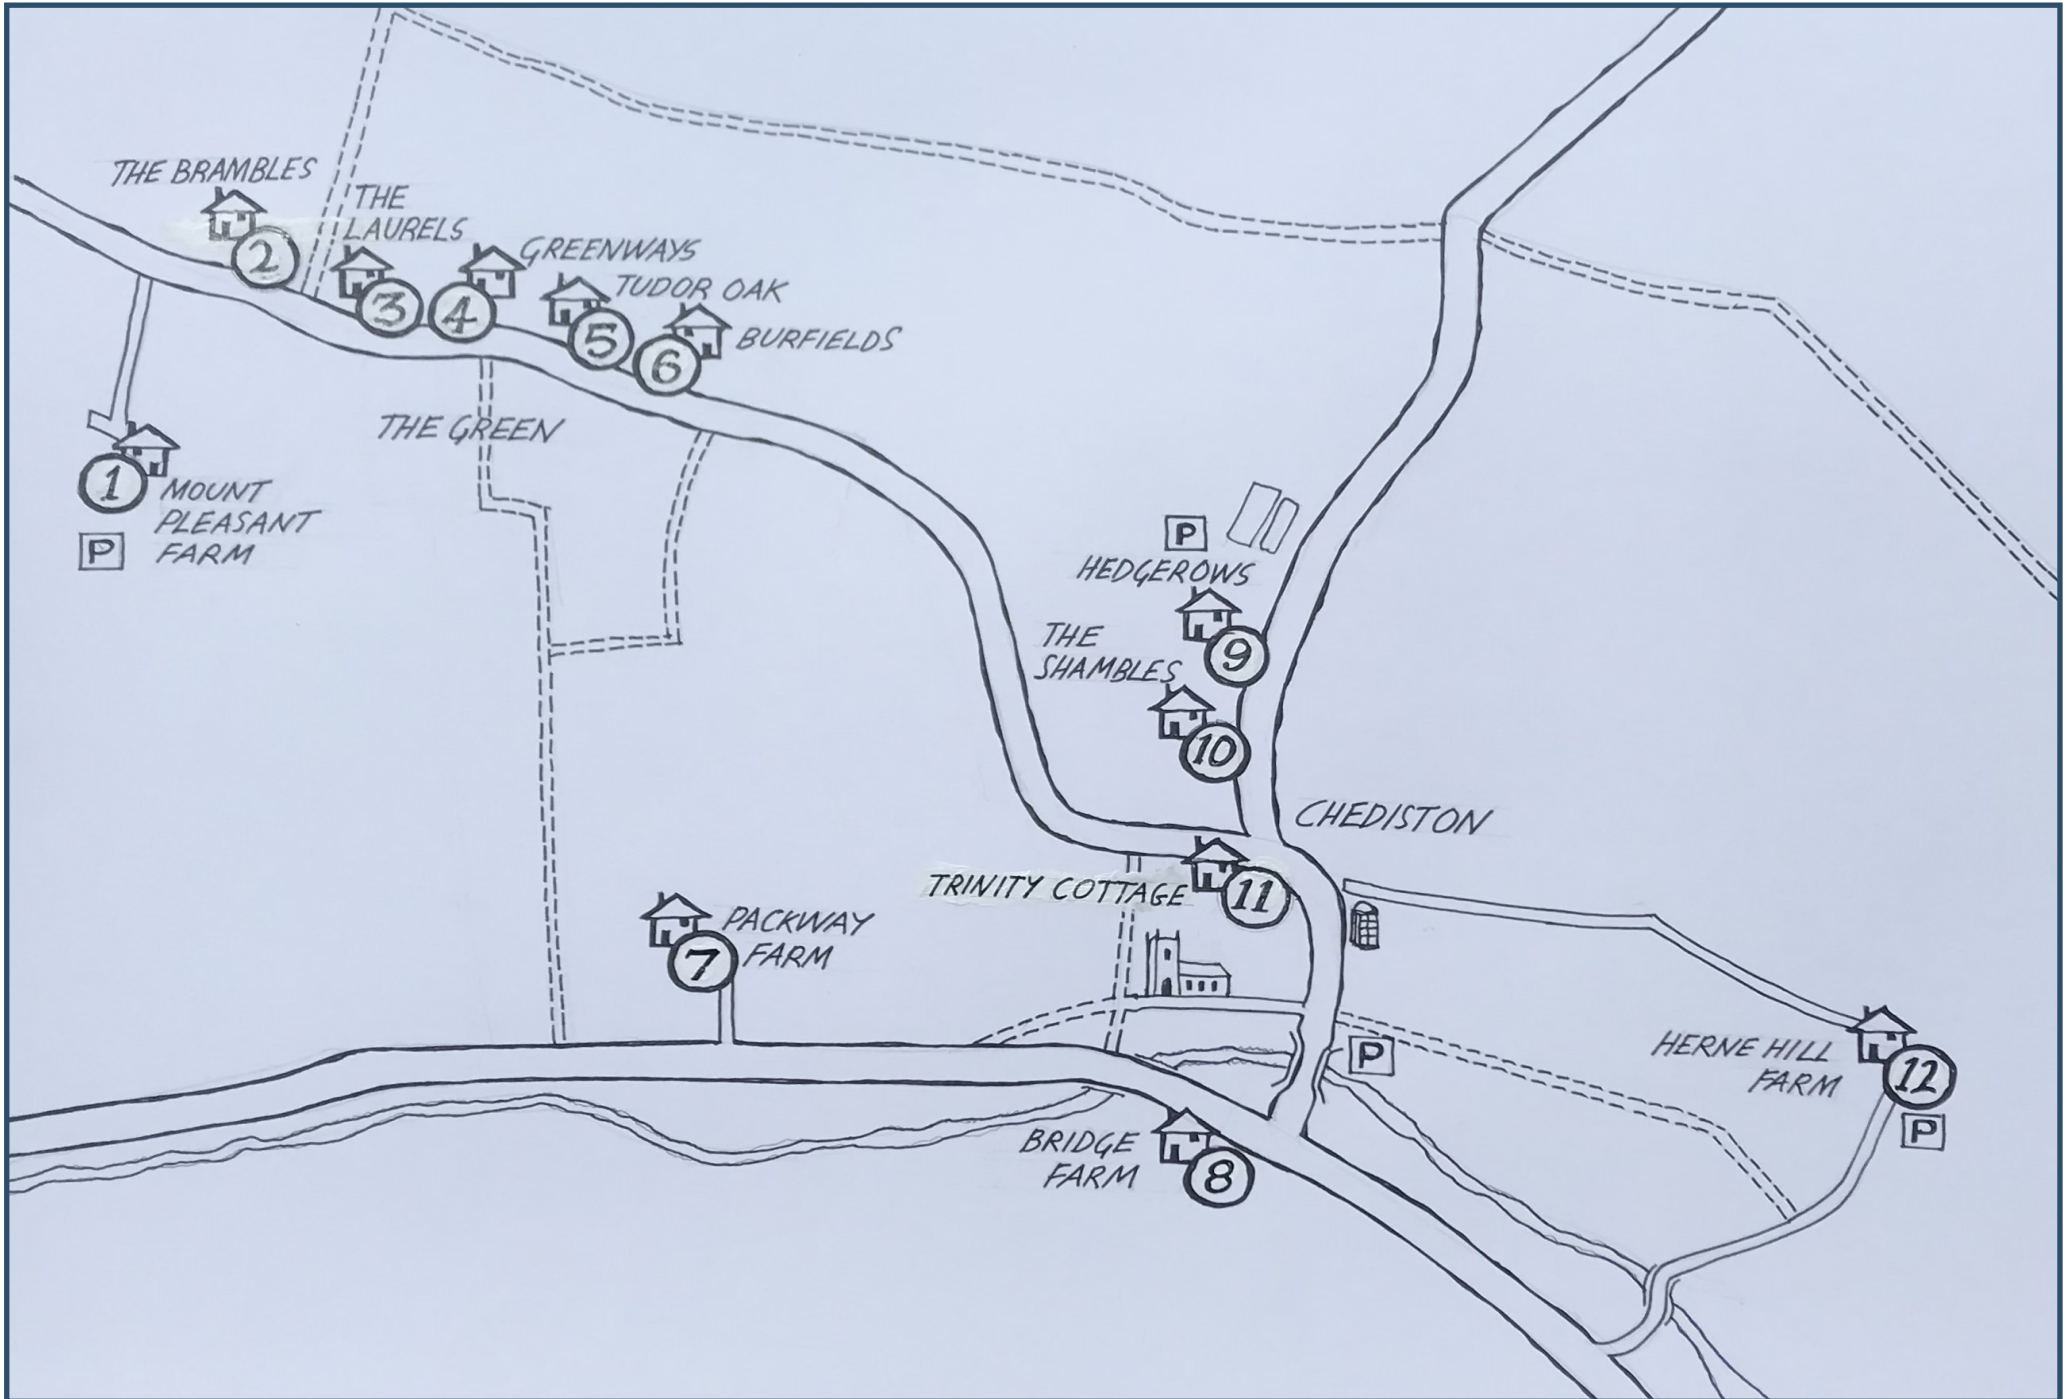 THE BRAMBLES
2
THE
LAURELS
3
4
GREENWAYS
5
TUDOR OAK
6
BURFIELDS
THE GREEN
1
MOUNT
PLEASANT
FARM
P
P
HEDGEROWS
9
THE
SHAMBLES
10
CHEDISTON
TRINITY COTTAGE
11
PACKWAY
FARM
7
P
HERNE HILL
FARM
12
P
BRIDGE
FARM
8